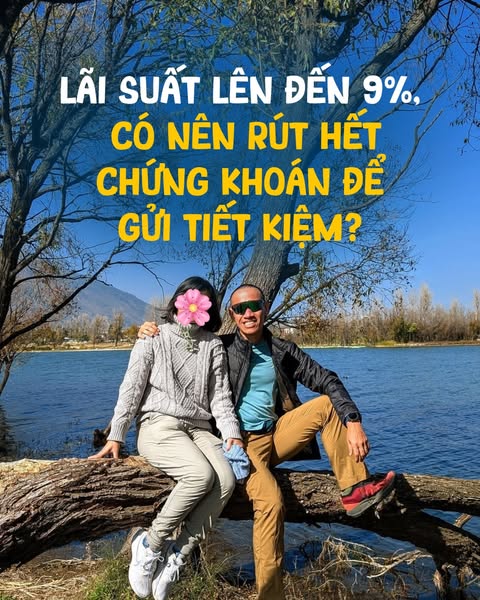 LÃI SUẤT LÊN ĐẾN 9%,
CÓ NÊN RÚT HẾT
CHỨNG KHOÁN ĐỂ
GỬI TIẾT KIỆM?